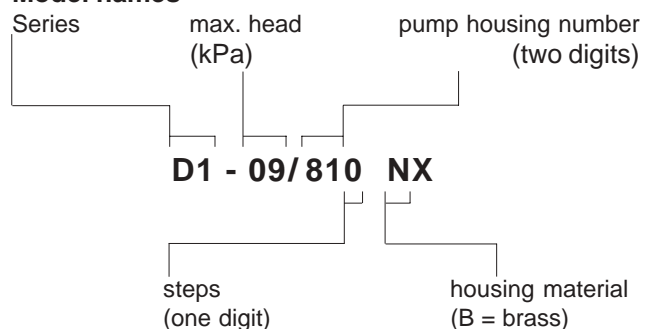 Model names
Series max. head pump housing number
(kPa) (two digits)
D1 - 09/ 810 NX
steps housing material
(one digit) (B = brass)